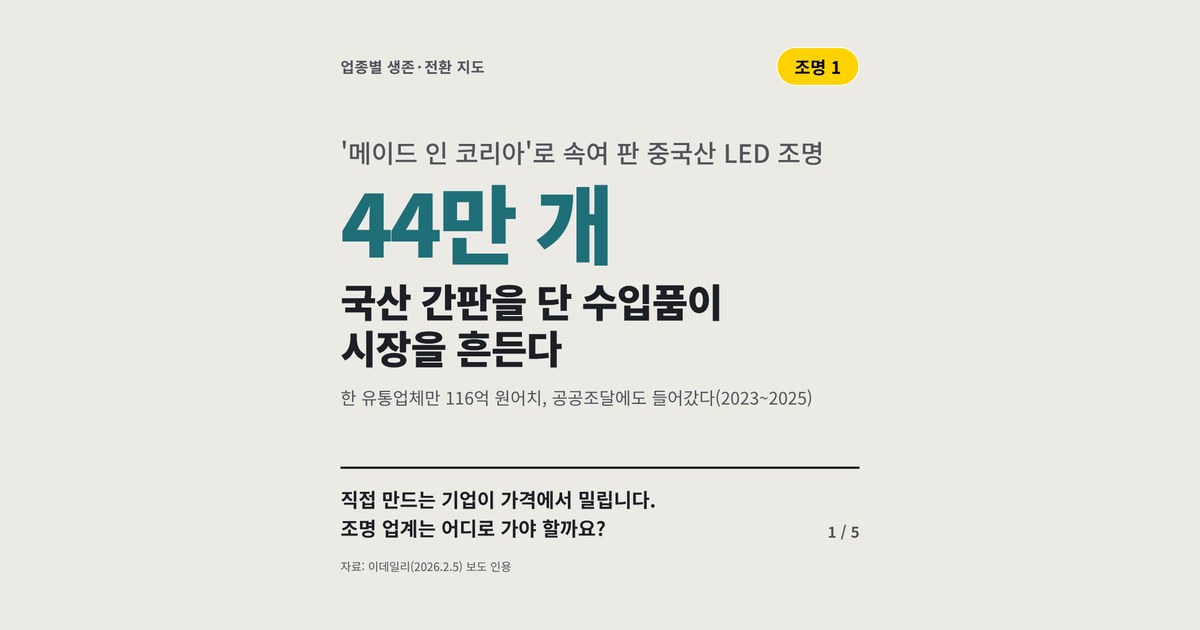 업종별 생존·전환 지도
조명 1
'메이드 인 코리아'로 속여 판 중국산 LED 조명
44만 개
국산 간판을 단 수입품이
시장을 흔든다
한 유통업체만 116억 원어치, 공공조달에도 들어갔다(2023~2025)
직접 만드는 기업이 가격에서 밀립니다.
조명 업계는 어디로 가야 할까요?
1 / 5
자료: 이데일리(2026.2.5) 보도 인용